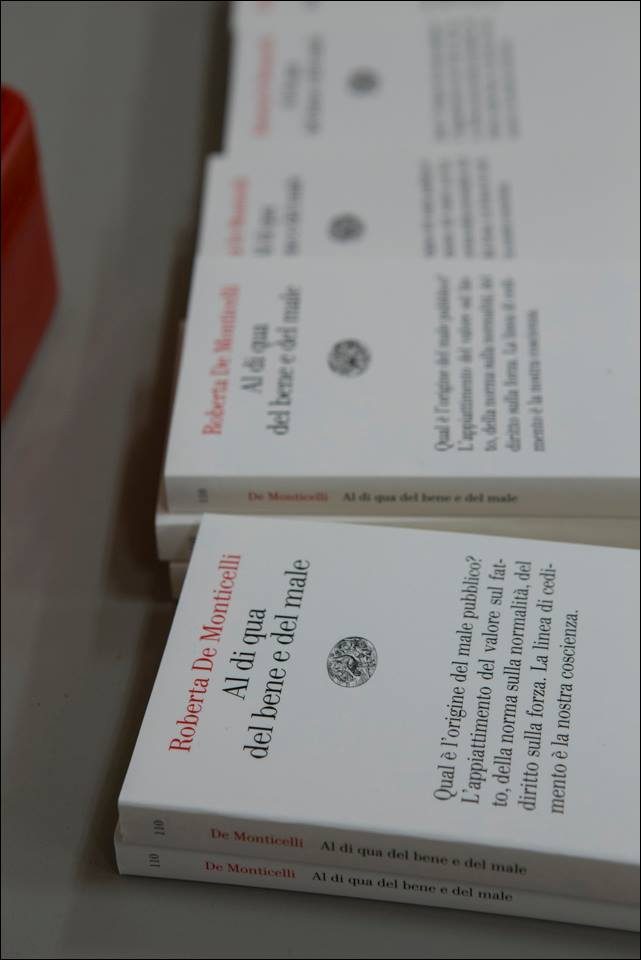 Roberta De Monticelli
Al di qua
del bene e del male
Qual è l'origine del male pubblico?
L'appiattimento del valore sul fat-
to, della norma sulla normalità, del
diritto sulla forza. La linea di cedi-
mento è la nostra coscienza.
110
De Monticelli Al di qua del bene e del male
Roberta De Monticelli
Al di qua
del bene e del male
Qual è l'origine del male pubblico?
L'appiattimento del valore sul fat-
to, della norma sulla normalità, del
diritto sulla forza. La linea di cedi-
mento è la nostra coscienza.
110 De Monticelli Al di qua del bene e del male
110 De Monticelli Al di qua del bene e del male